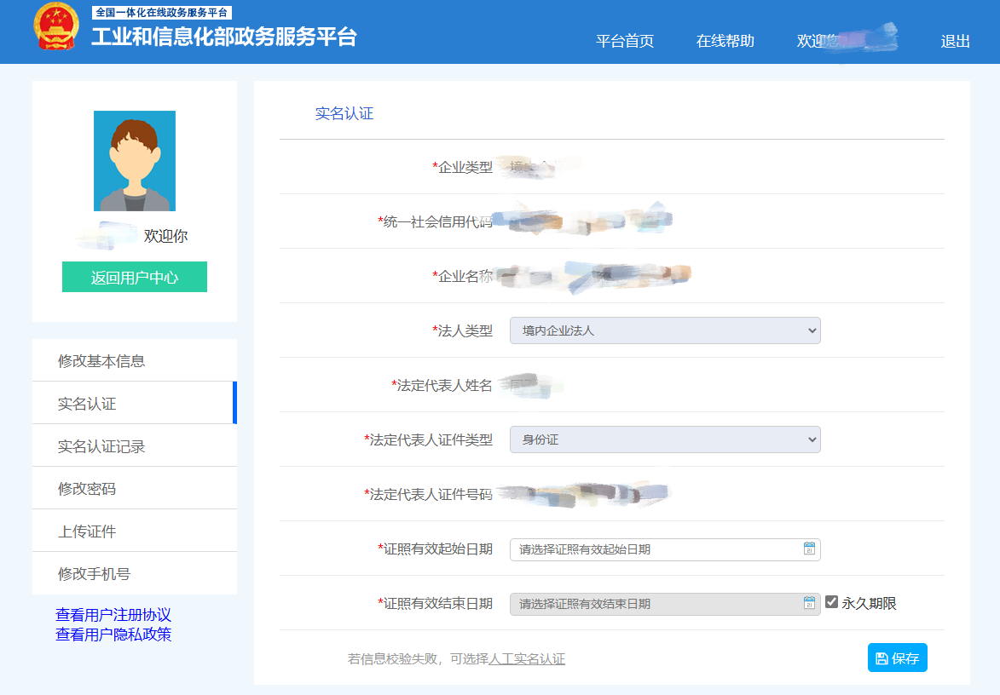 全国一体化在线政务服务平台
工业和信息化部政务服务平台
平台首页 在线帮助 欢迎您 退出
欢迎你
返回用户中心
修改基本信息
实名认证
实名认证记录
修改密码
上传证件
修改手机号
查看用户注册协议
查看用户隐私政策
实名认证
*企业类型 境内
*统一社会信用代码
*企业名称
*法人类型 境内企业法人
*法定代表人姓名
*法定代表人证件类型 身份证
*法定代表人证件号码
*证照有效起始日期 请选择证照有效起始日期
*证照有效结束日期 请选择证照有效结束日期 永久期限
若信息校验失败，可选择人工实名认证 保存